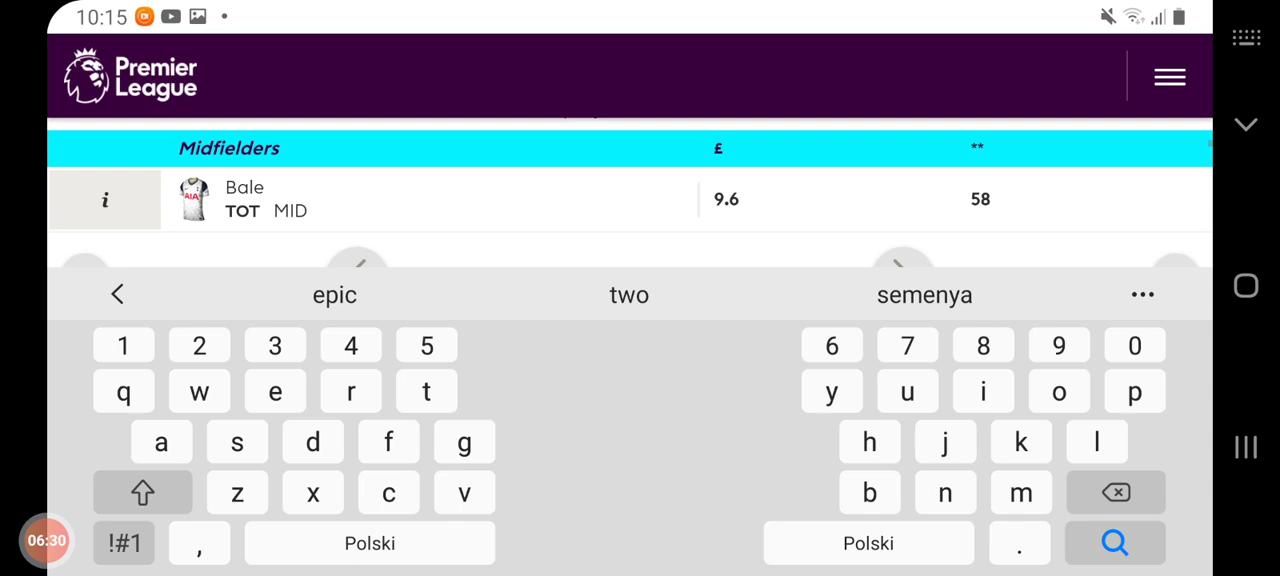 10:15
Premier
League
Midfielders £ **
i Bale 9.6 58
AIA
TOT MID
epic two semenya ...
1 2 3 4 5 6 7 8 9 0
q w e r t y u i o p
a s d f g h j k l
z x c v b n m
!#1 , Polski Polski .
06:30